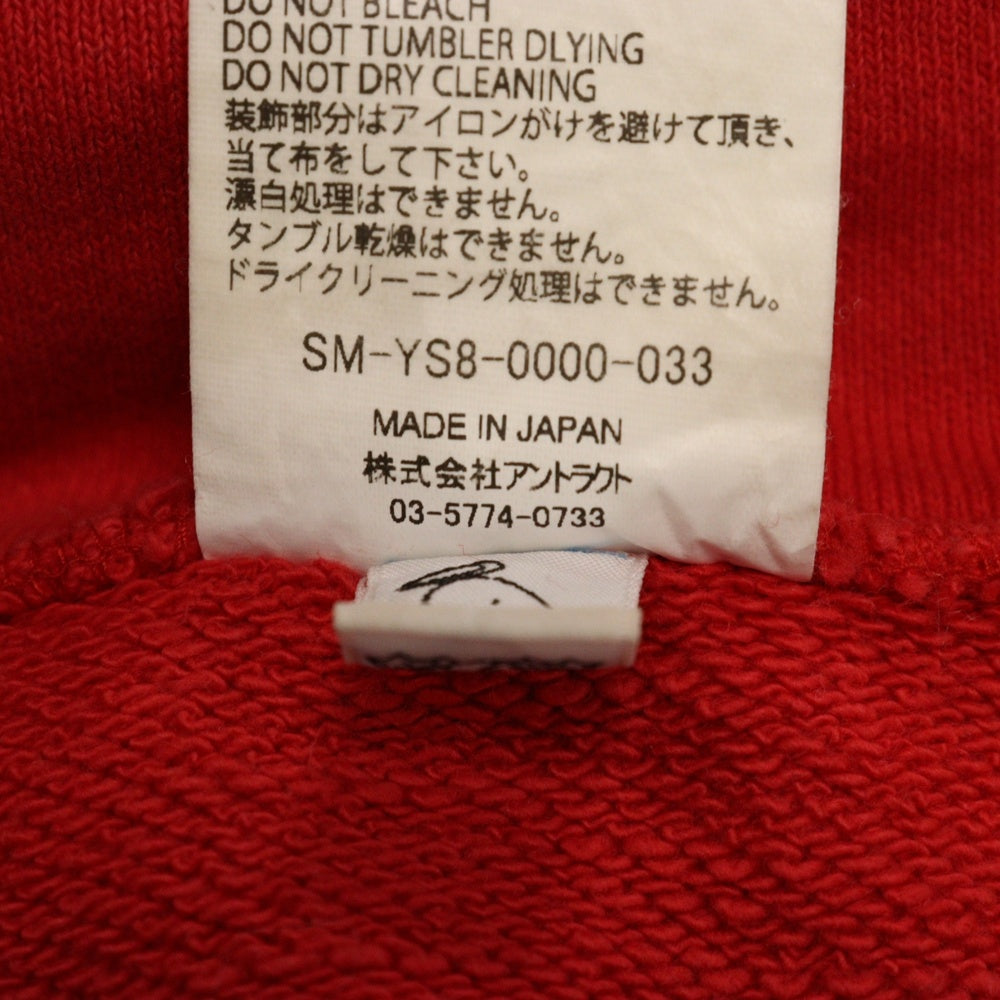 DO NOT BLEACH
DO NOT TUMBLER DLYING
DO NOT DRY CLEANING
装飾部分はアイロンがけを避けて頂き、
当て布をして下さい。
漂白処理はできません。
タンブル乾燥はできません。
ドライクリーニング処理はできません。
SM-YS8-0000-033
MADE IN JAPAN
株式会社アントラクト
03-5774-0733